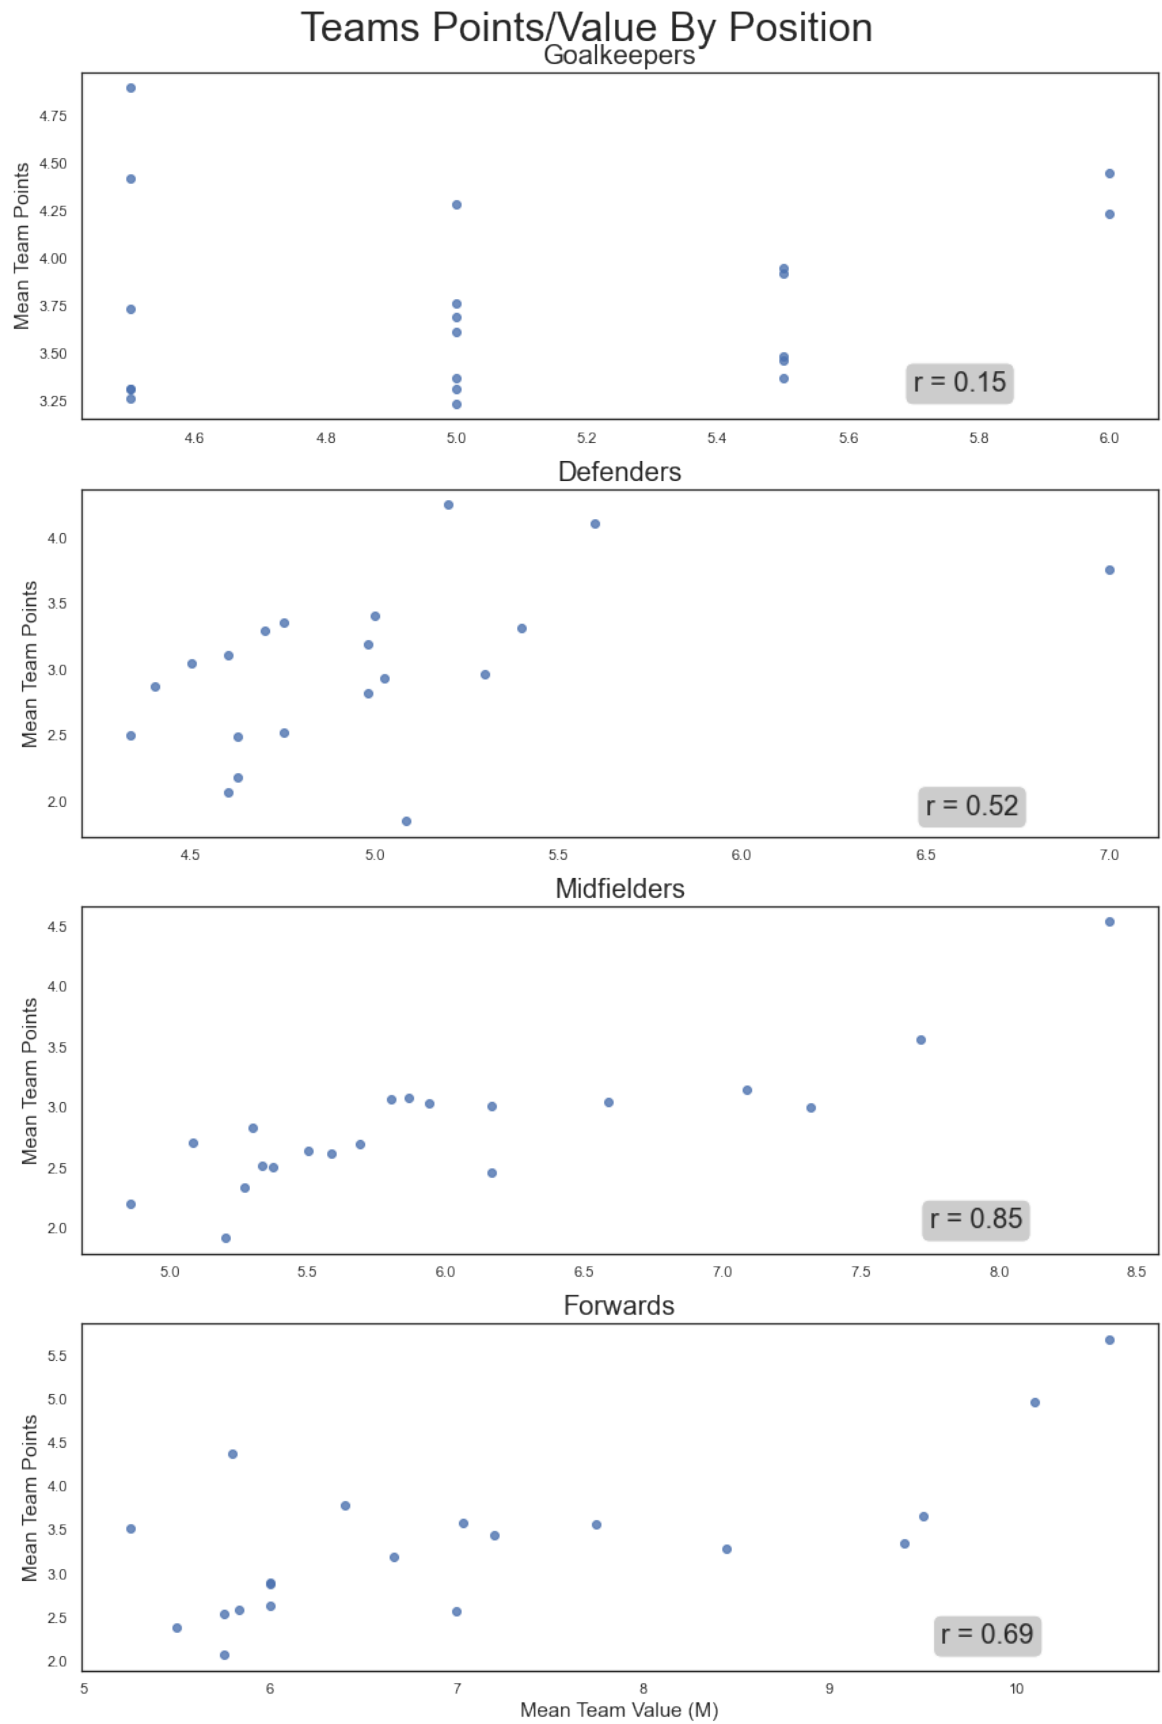 Teams Points/Value By Position
Goalkeepers
Mean Team Points
4.75
4.50
4.25
4.00
3.75
3.50
3.25
r = 0.15
4.6 4.8 5.0 5.2 5.4 5.6 5.8 6.0
Defenders
Mean Team Points
4.0
3.5
3.0
2.5
2.0
r = 0.52
4.5 5.0 5.5 6.0 6.5 7.0
Midfielders
Mean Team Points
4.5
4.0
3.5
3.0
2.5
2.0
r = 0.85
5.0 5.5 6.0 6.5 7.0 7.5 8.0 8.5
Forwards
Mean Team Points
5.5
5.0
4.5
4.0
3.5
3.0
2.5
2.0
r = 0.69
5 6 7 8 9 10
Mean Team Value (M)